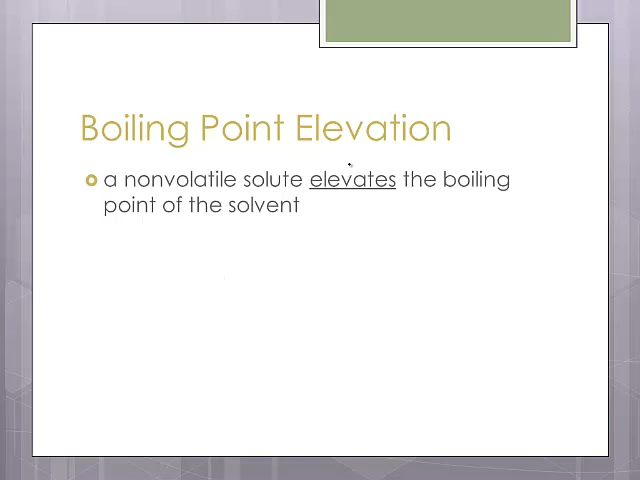 Boiling Point Elevation
a nonvolatile solute elevates the boiling
point of the solvent